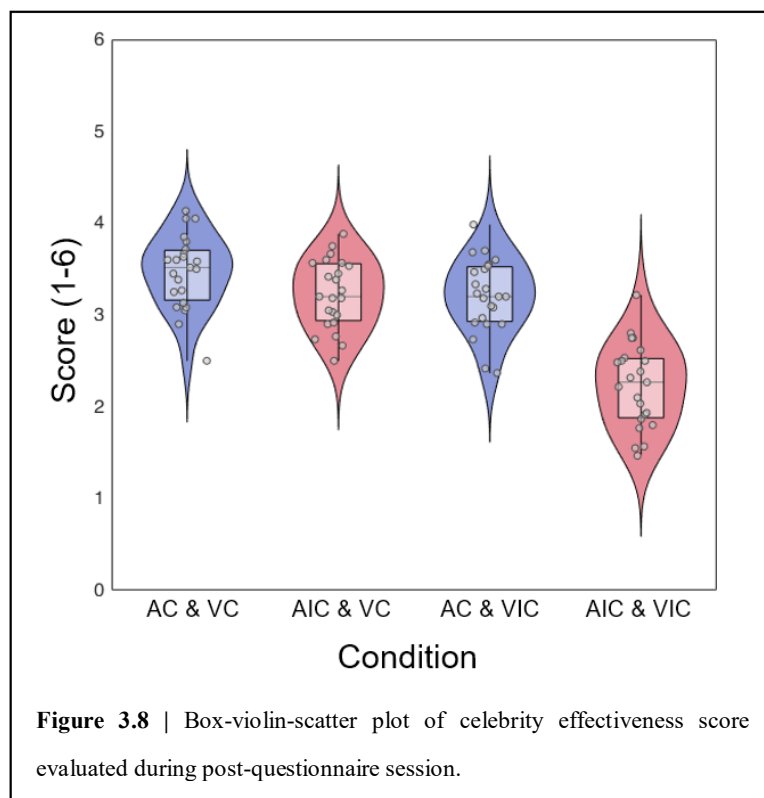 6
5
4
3
2
1
0
Score (1-6)
AC & VC AIC & VC AC & VIC AIC & VIC
Condition
Figure 3.8 | Box-violin-scatter plot of celebrity effectiveness score
evaluated during post-questionnaire session.